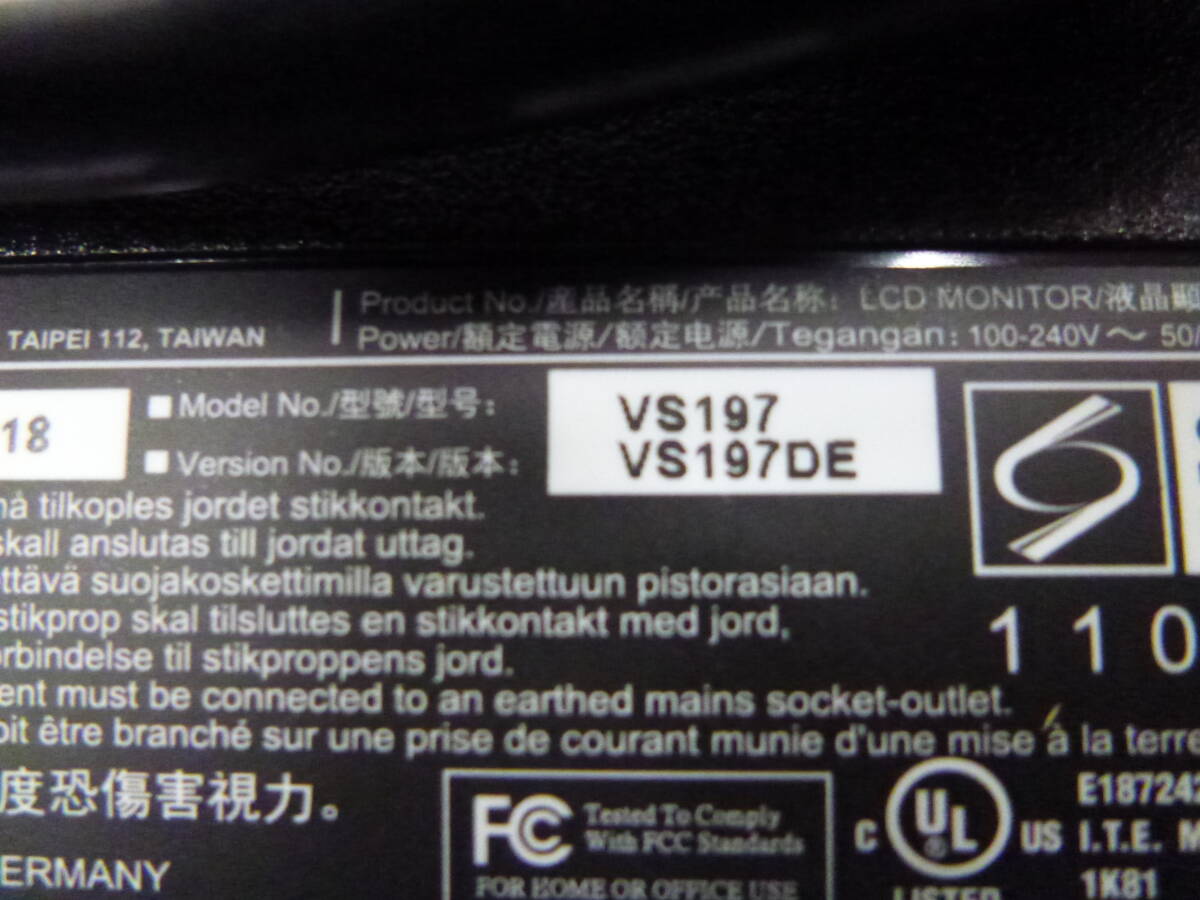 Product No./產品名稱/产品名称: LCD MONITOR/液晶顯
TAIPEI 112, TAIWAN
Power/額定電源/额定电源/Tegangan: 100-240V ～ 50/
18
■ Model No./型號/型号:
VS197
■ Version No./版本/版本:
VS197DE
må tilkoples jordet stikkontakt.
skall anslutas till jordat uttag.
ettävä suojakoskettimilla varustettuun pistorasiaan.
stikprop skal tilsluttes en stikkontakt med jord,
orbindelse til stikproppens jord.
ent must be connected to an earthed mains socket-outlet.
oit être branché sur une prise de courant munie d'une mise à la terre
110
度恐傷害視力。
ERMANY
FC
Tested To Comply
With FCC Standards
FOR HOME OR OFFICE USE
C UL ® US
LISTED
E187242
I.T.E. M
1K81